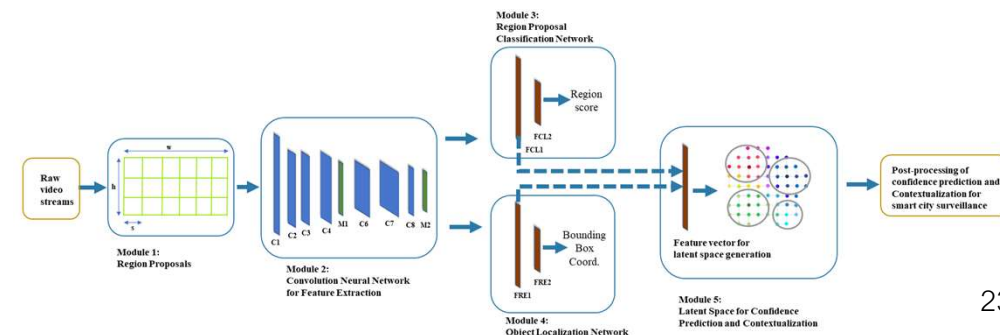 Raw
video
streams
w
h
s
Module 1:
Region Proposals
C1
C2
C3
C4
M1
C6
C7
C8
M2
Module 2:
Convolution Neural Network
for Feature Extraction
Module 3:
Region Proposal
Classification Network
Region
score
FCL2
FCL1
Bounding
Box
Coord.
FRE2
FRE1
Module 4:
Object Localization Network
Feature vector for
latent space generation
Module 5:
Latent Space for Confidence
Prediction and Contextualization
Post-processing of
confidence prediction and
Contextualization for
smart city surveillance
23